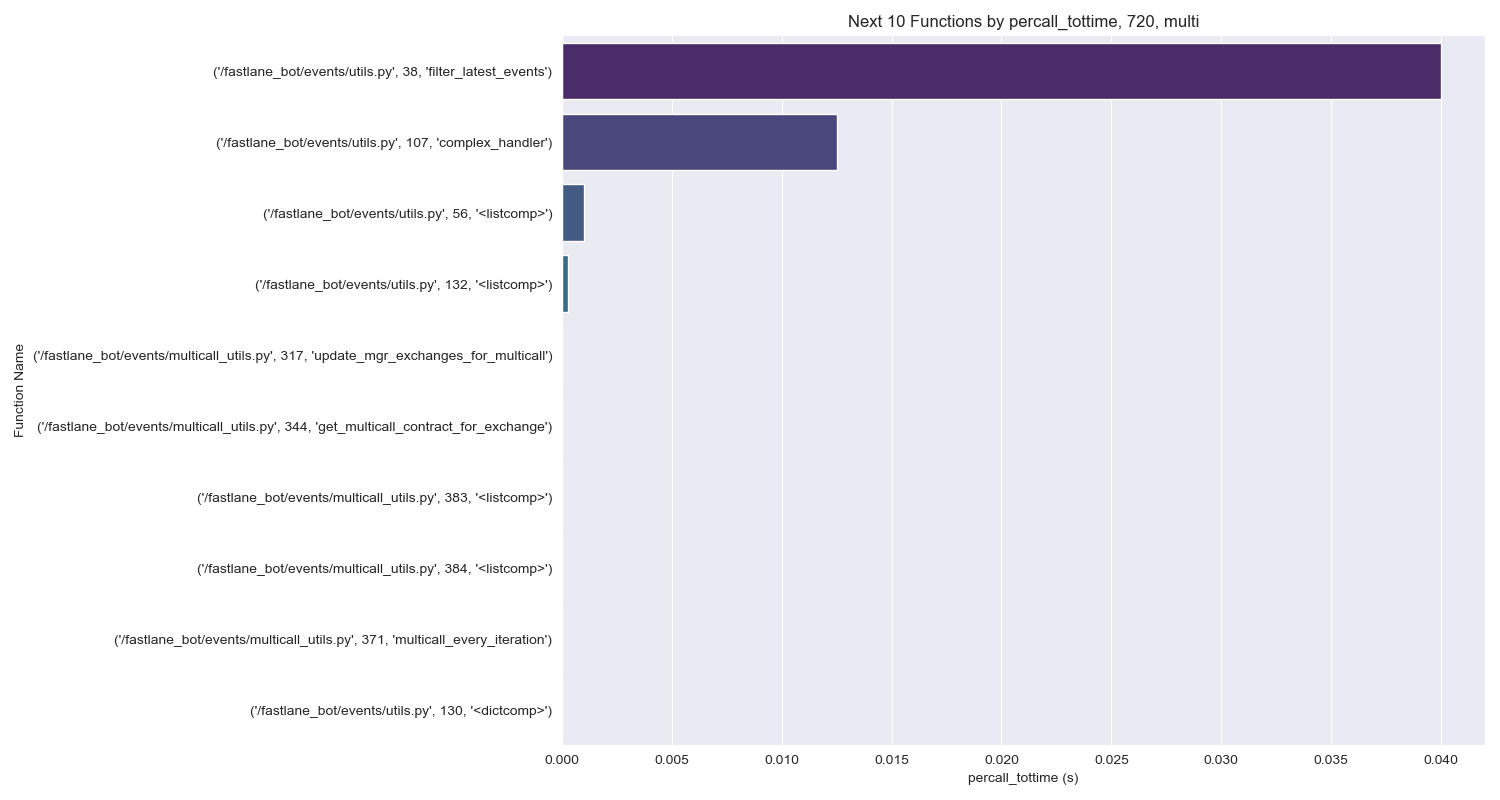 Next 10 Functions by percall_tottime, 720, multi
('/fastlane_bot/events/utils.py', 38, 'filter_latest_events')
('/fastlane_bot/events/utils.py', 107, 'complex_handler')
('/fastlane_bot/events/utils.py', 56, '<listcomp>')
('/fastlane_bot/events/utils.py', 132, '<listcomp>')
('/fastlane_bot/events/multicall_utils.py', 317, 'update_mgr_exchanges_for_multicall')
('/fastlane_bot/events/multicall_utils.py', 344, 'get_multicall_contract_for_exchange')
('/fastlane_bot/events/multicall_utils.py', 383, '<listcomp>')
('/fastlane_bot/events/multicall_utils.py', 384, '<listcomp>')
('/fastlane_bot/events/multicall_utils.py', 371, 'multicall_every_iteration')
('/fastlane_bot/events/utils.py', 130, '<dictcomp>')
Function Name
0.000 0.005 0.010 0.015 0.020 0.025 0.030 0.035 0.040
percall_tottime (s)